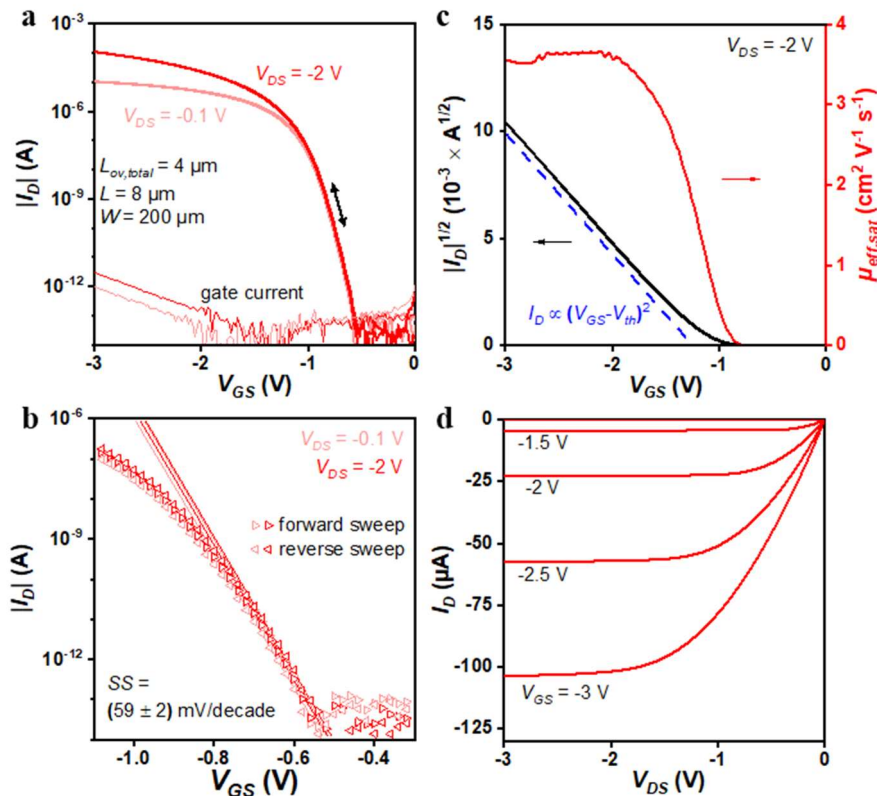 a
10⁻³
10⁻⁶
10⁻⁹
10⁻¹²
|I_D| (A)
V_DS = -2 V
V_DS = -0.1 V
L_ov,total = 4 µm
L = 8 µm
W = 200 µm
gate current
-3
-2
-1
0
V_GS (V)
c
15
10
5
0
|I_D|^1/2 (10⁻³ × A^1/2)
V_DS = -2 V
I_D ∝ (V_GS-V_th)²
4
3
2
1
0
µ_eff,sat (cm² V⁻¹ s⁻¹)
-3
-2
-1
0
V_GS (V)
b
10⁻⁶
10⁻⁹
10⁻¹²
|I_D| (A)
V_DS = -0.1 V
V_DS = -2 V
forward sweep
reverse sweep
SS =
(59 ± 2) mV/decade
-1.0
-0.8
-0.6
-0.4
V_GS (V)
d
0
-25
-50
-75
-100
-125
I_D (µA)
-1.5 V
-2 V
-2.5 V
V_GS = -3 V
-3
-2
-1
0
V_DS (V)